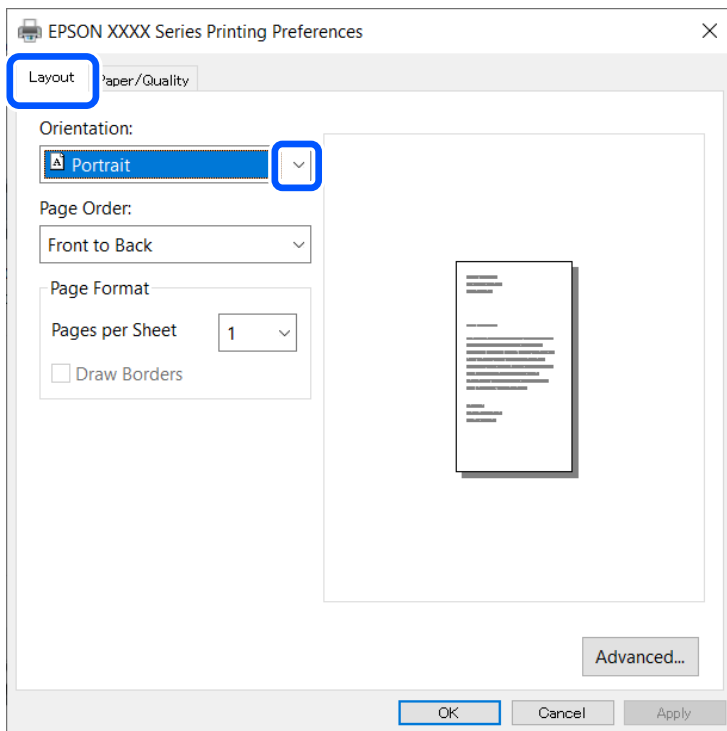 EPSON XXXX Series Printing Preferences
Layout
Paper/Quality
Orientation:
Portrait
Page Order:
Front to Back
Page Format
Pages per Sheet
1
Draw Borders
Advanced...
OK
Cancel
Apply